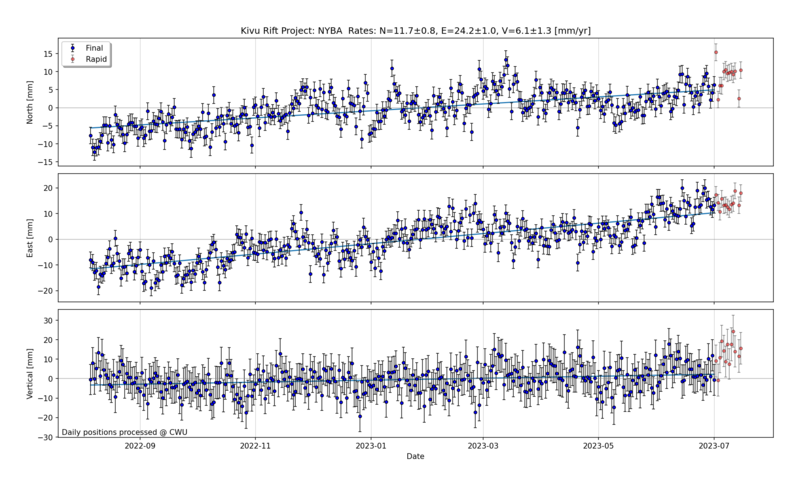 Kivu Rift Project: NYBA  Rates: N=11.7±0.8, E=24.2±1.0, V=6.1±1.3 [mm/yr]
Final
Rapid
North [mm]
15
10
5
0
−5
−10
−15
East [mm]
20
10
0
−10
−20
Vertical [mm]
30
20
10
0
−10
−20
−30
Daily positions processed @ CWU
2022-09 2022-11 2023-01 2023-03 2023-05 2023-07
Date